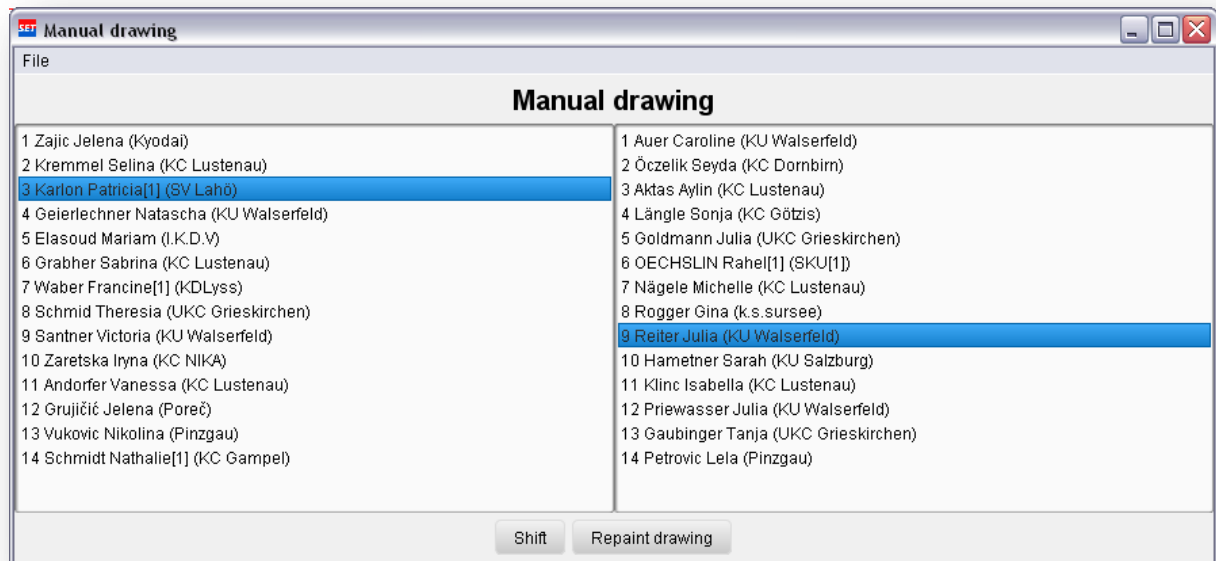 SET Manual drawing
File
Manual drawing
1 Zajic Jelena (Kyodai)
2 Kremmel Selina (KC Lustenau)
3 Karlon Patricia[1] (SV Lahö)
4 Geierlechner Natascha (KU Walserfeld)
5 Elasoud Mariam (I.K.D.V)
6 Grabher Sabrina (KC Lustenau)
7 Waber Francine[1] (KDLyss)
8 Schmid Theresia (UKC Grieskirchen)
9 Santner Victoria (KU Walserfeld)
10 Zaretska Iryna (KC NIKA)
11 Andorfer Vanessa (KC Lustenau)
12 Grujičić Jelena (Poreč)
13 Vukovic Nikolina (Pinzgau)
14 Schmidt Nathalie[1] (KC Gampel)
1 Auer Caroline (KU Walserfeld)
2 Öczelik Seyda (KC Dornbirn)
3 Aktas Aylin (KC Lustenau)
4 Längle Sonja (KC Götzis)
5 Goldmann Julia (UKC Grieskirchen)
6 OECHSLIN Rahel[1] (SKU[1])
7 Nägele Michelle (KC Lustenau)
8 Rogger Gina (k.s.sursee)
9 Reiter Julia (KU Walserfeld)
10 Hametner Sarah (KU Salzburg)
11 Klinc Isabella (KC Lustenau)
12 Priewasser Julia (KU Walserfeld)
13 Gaubinger Tanja (UKC Grieskirchen)
14 Petrovic Lela (Pinzgau)
Shift
Repaint drawing